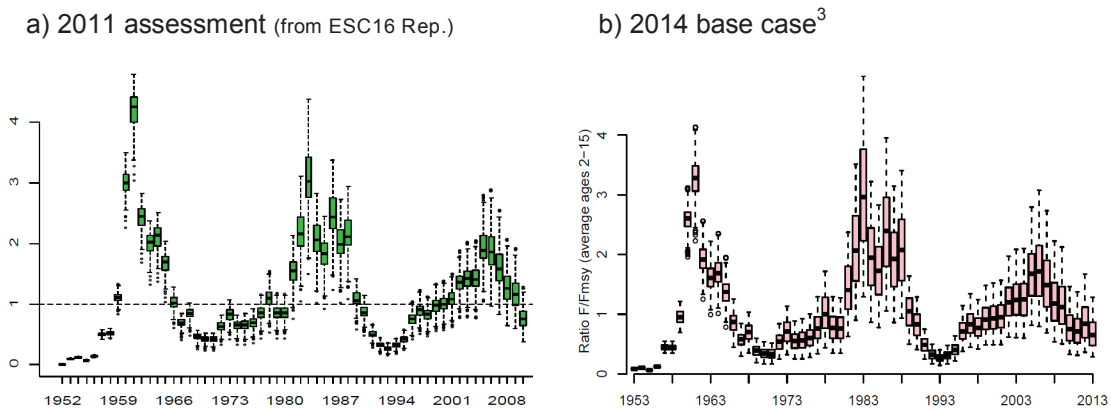 a) 2011 assessment (from ESC16 Rep.)
4
3
2
1
0
1952 1959 1966 1973 1980 1987 1994 2001 2008
b) 2014 base case³
Ratio F/Fmsy (average ages 2−15)
4
3
2
1
0
1953 1963 1973 1983 1993 2003 2013